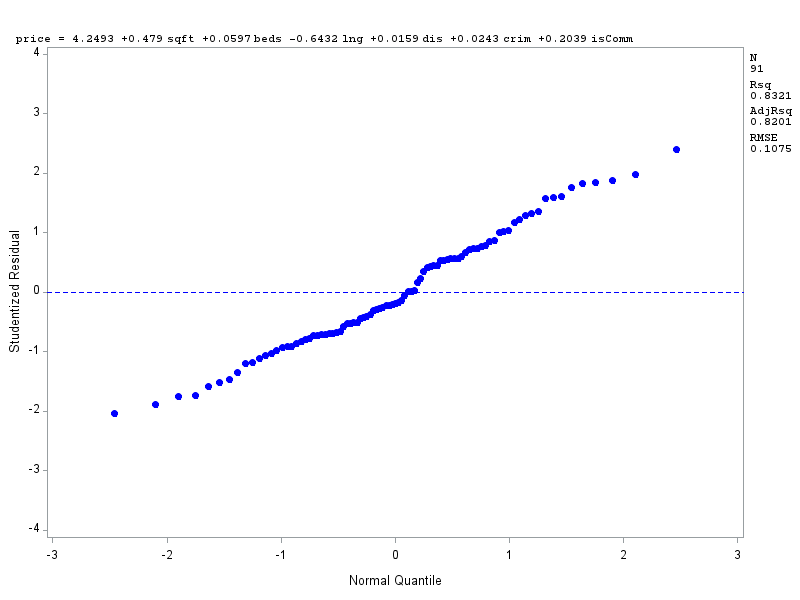 price = 4.2493 +0.479 sqft +0.0597 beds -0.6432 lng +0.0159 dis +0.0243 crim +0.2039 isComm
N
91
Rsq
0.8321
AdjRsq
0.8201
RMSE
0.1075
4
3
2
1
0
-1
-2
-3
-4
Studentized Residual
-3 -2 -1 0 1 2 3
Normal Quantile